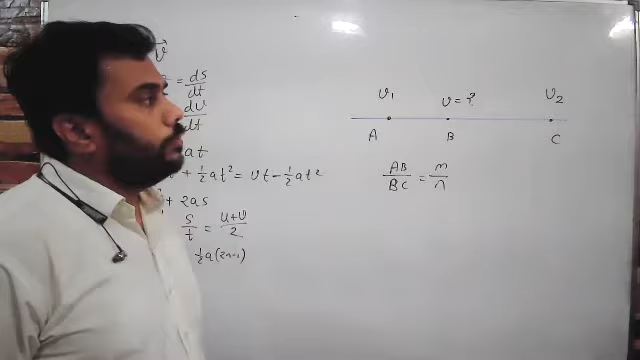 v
= ds/dt
dv/dt
at
t + ½at² = vt − ½at²
+ 2as
s/t = u+v/2
½a(2n-1)
v₁ v = ? v₂
A B C
AB/BC = m/n